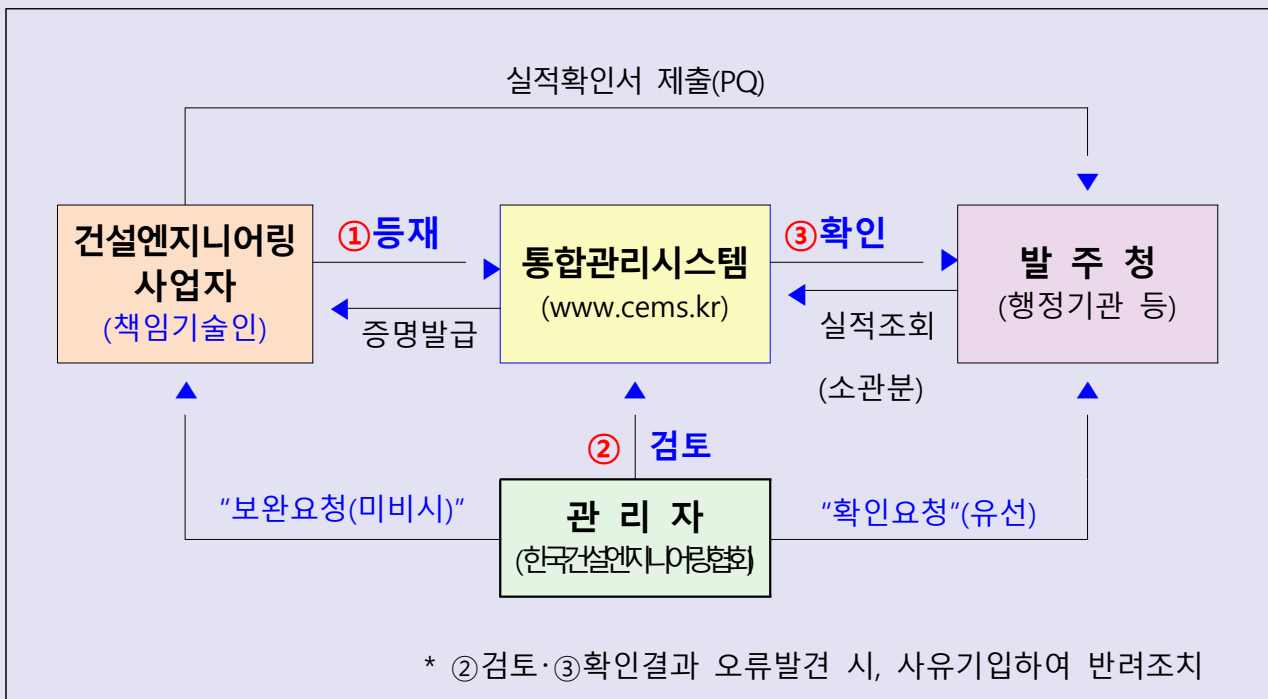 실적확인서 제출(PQ)
건설엔지니어링
사업자
(책임기술인)
①등재
증명발급
통합관리시스템
(www.cems.kr)
③확인
실적조회
(소관분)
발 주 청
(행정기관 등)
② 검토
"보완요청(미비시)"
관 리 자
(한국건설엔지니어링협회)
"확인요청"(유선)
* ②검토·③확인결과 오류발견 시, 사유기입하여 반려조치